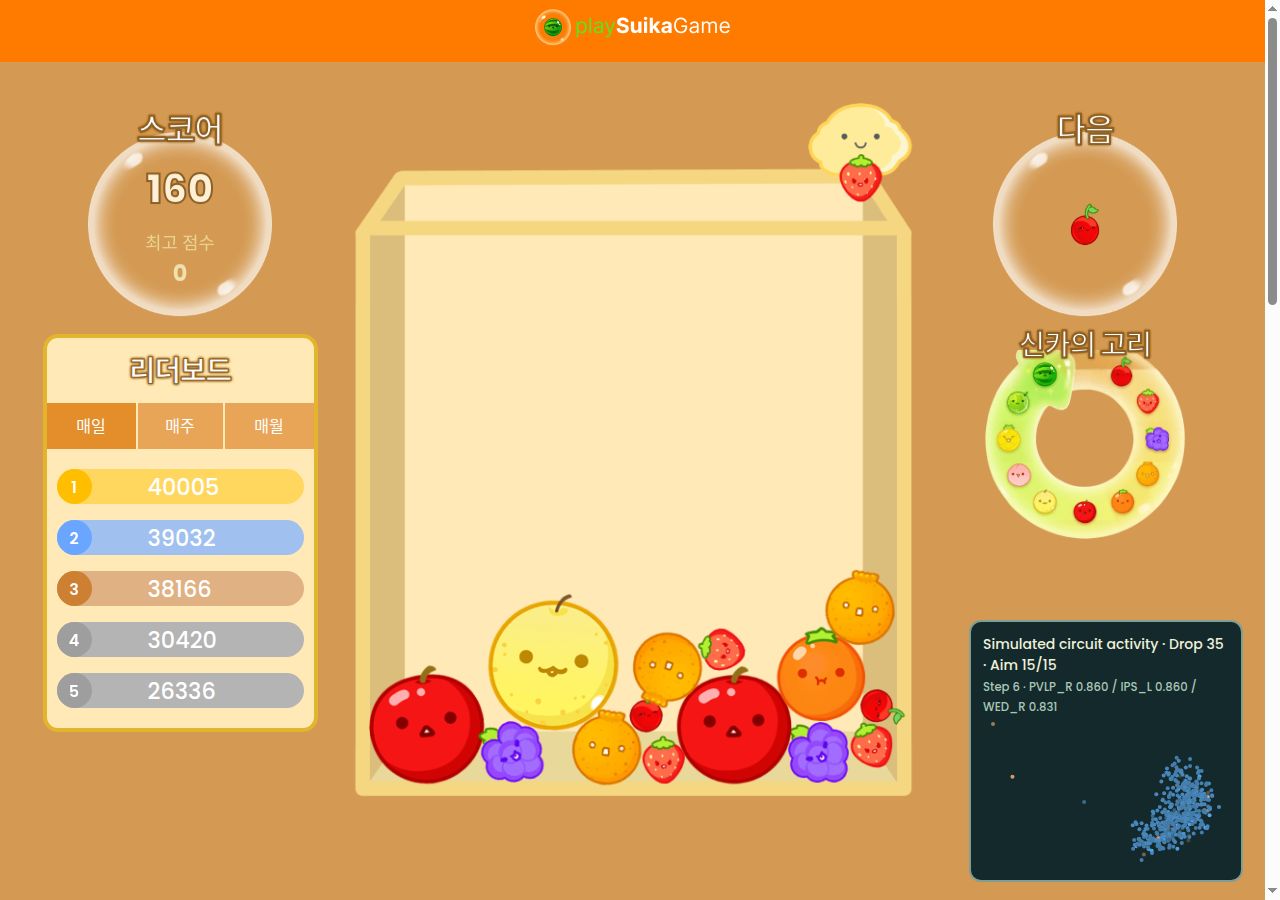 playSuikaGame
스코어
160
최고 점수
0
다음
리더보드
매일 매주 매월
1 40005
2 39032
3 38166
4 30420
5 26336
신카의 고리
Simulated circuit activity · Drop 35
· Aim 15/15
Step 6 · PVLP_R 0.860 / IPS_L 0.860 /
WED_R 0.831